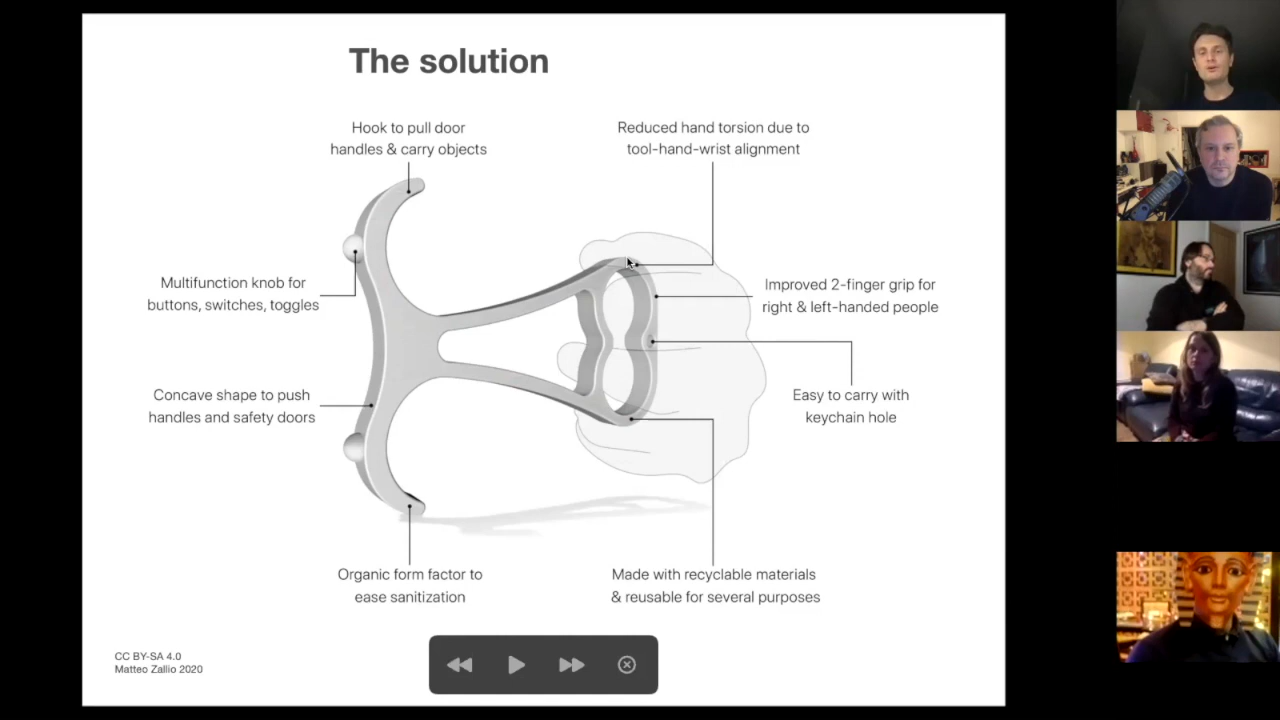 The solution
Hook to pull door
handles & carry objects
Reduced hand torsion due to
tool-hand-wrist alignment
Multifunction knob for
buttons, switches, toggles
Improved 2-finger grip for
right & left-handed people
Concave shape to push
handles and safety doors
Easy to carry with
keychain hole
Organic form factor to
ease sanitization
Made with recyclable materials
& reusable for several purposes
CC BY-SA 4.0
Matteo Zallio 2020